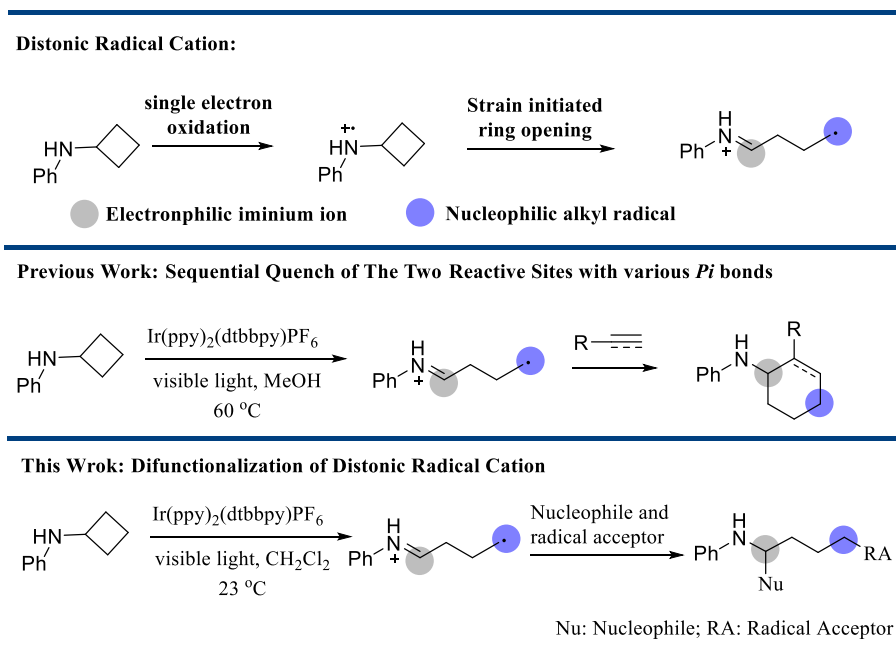 Distonic Radical Cation:
single electron
oxidation
Strain initiated
ring opening
HN
Ph
+•
HN
Ph
H
N
+
Ph
•
Electronphilic iminium ion
Nucleophilic alkyl radical
Previous Work: Sequential Quench of The Two Reactive Sites with various Pi bonds
HN
Ph
Ir(ppy)2(dtbbpy)PF6
visible light, MeOH
60 °C
H
N
+
Ph
•
R
R
H
N
Ph
This Wrok: Difunctionalization of Distonic Radical Cation
HN
Ph
Ir(ppy)2(dtbbpy)PF6
visible light, CH2Cl2
23 °C
H
N
+
Ph
•
Nucleophile and
radical acceptor
H
N
Ph
RA
Nu
Nu: Nucleophile; RA: Radical Acceptor